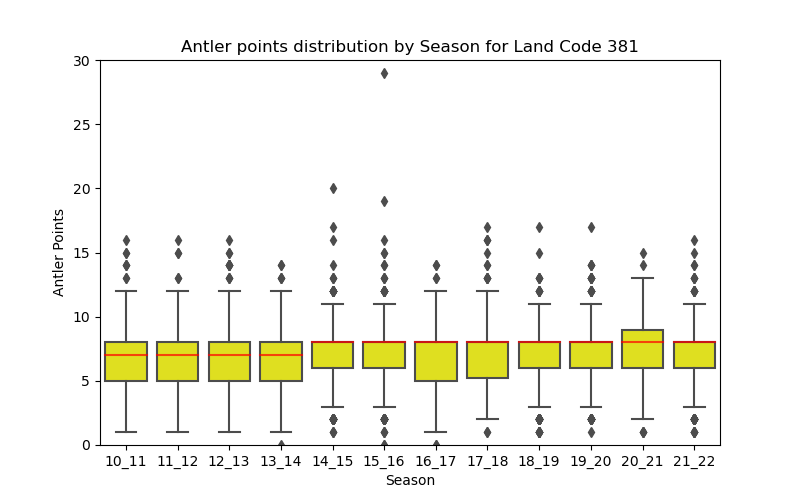 Antler points distribution by Season for Land Code 381
30
25
20
15
10
5
0
Antler Points
10_11 11_12 12_13 13_14 14_15 15_16 16_17 17_18 18_19 19_20 20_21 21_22
Season